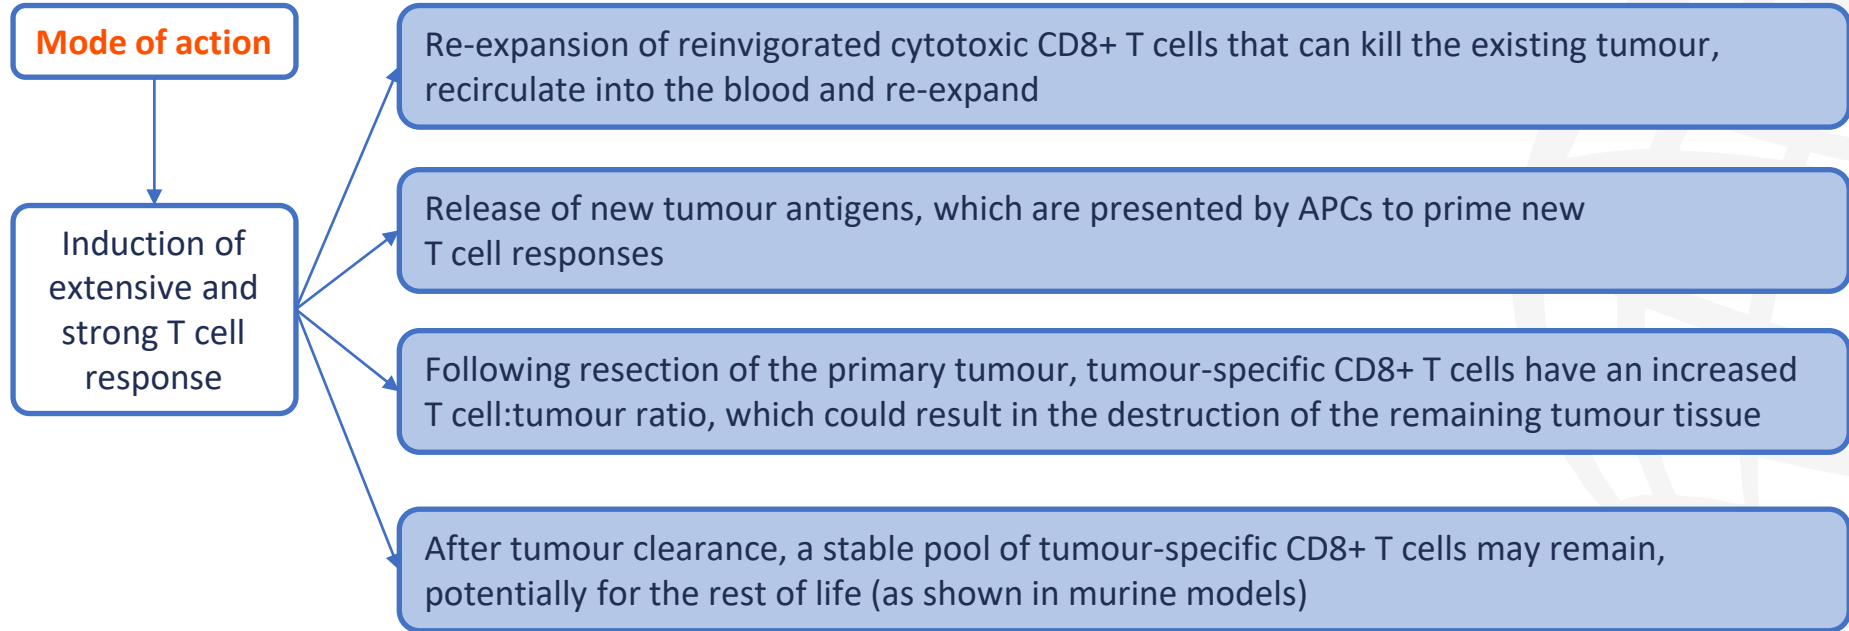 Mode of action
Induction of
extensive and
strong T cell
response
Re-expansion of reinvigorated cytotoxic CD8+ T cells that can kill the existing tumour,
recirculate into the blood and re-expand
Release of new tumour antigens, which are presented by APCs to prime new
T cell responses
Following resection of the primary tumour, tumour-specific CD8+ T cells have an increased
T cell:tumour ratio, which could result in the destruction of the remaining tumour tissue
After tumour clearance, a stable pool of tumour-specific CD8+ T cells may remain,
potentially for the rest of life (as shown in murine models)